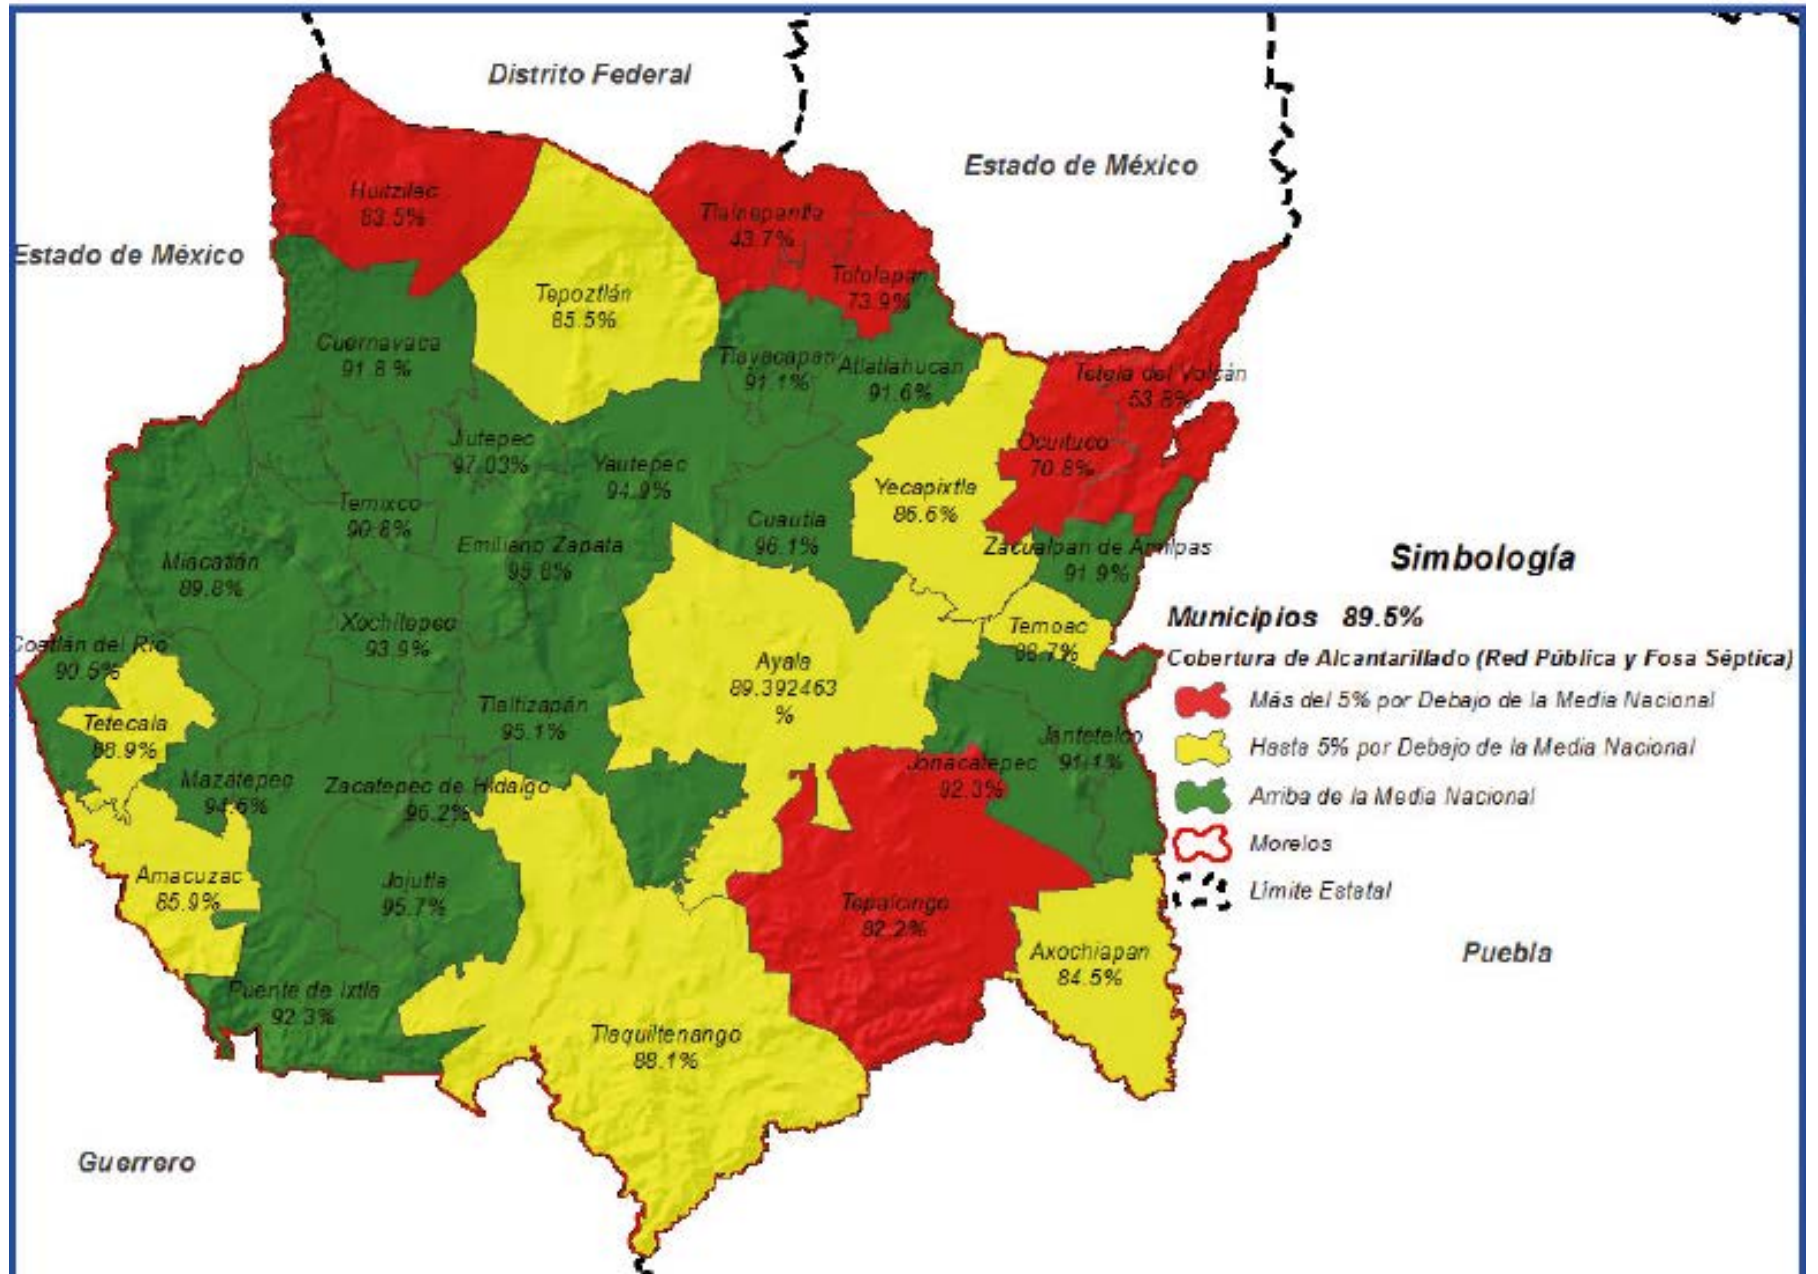 Distrito Federal
Estado de México
Estado de México
Huitzilac
83.5%
Tlalnepantla
43.7%
Totolapan
73.9%
Tepoztlán
85.5%
Cuernavaca
91.8%
Tlayacapan
91.1%
Atlatlahucan
91.6%
Tetela del Volcán
53.8%
Ocuituco
70.8%
Jiutepec
97.03%
Yautepec
94.9%
Yecapixtla
86.6%
Temixco
Cuautla
96.1%
Emiliano Zapata
Zacualpan de Amilpas
91.9%
Miacatlán
89.8%
Xochitepec
93.9%
Temoac
Coatlán del Río
90.5%
Ayala
89.392463
%
Tetecala
88.9%
Tlaltizapán
95.1%
Jantetelco
91.1%
Jonacatepec
92.3%
Mazatepec
94.6%
Zacatepec de Hidalgo
96.2%
Amacuzac
85.9%
Jojutla
95.7%
Tepalcingo
82.2%
Axochiapan
84.5%
Puente de Ixtla
92.3%
Tlaquiltenango
88.1%
Guerrero
Puebla
Simbología
Municipios 89.5%
Cobertura de Alcantarillado (Red Pública y Fosa Séptica)
Más del 5% por Debajo de la Media Nacional
Hasta 5% por Debajo de la Media Nacional
Arriba de la Media Nacional
Morelos
Límite Estatal